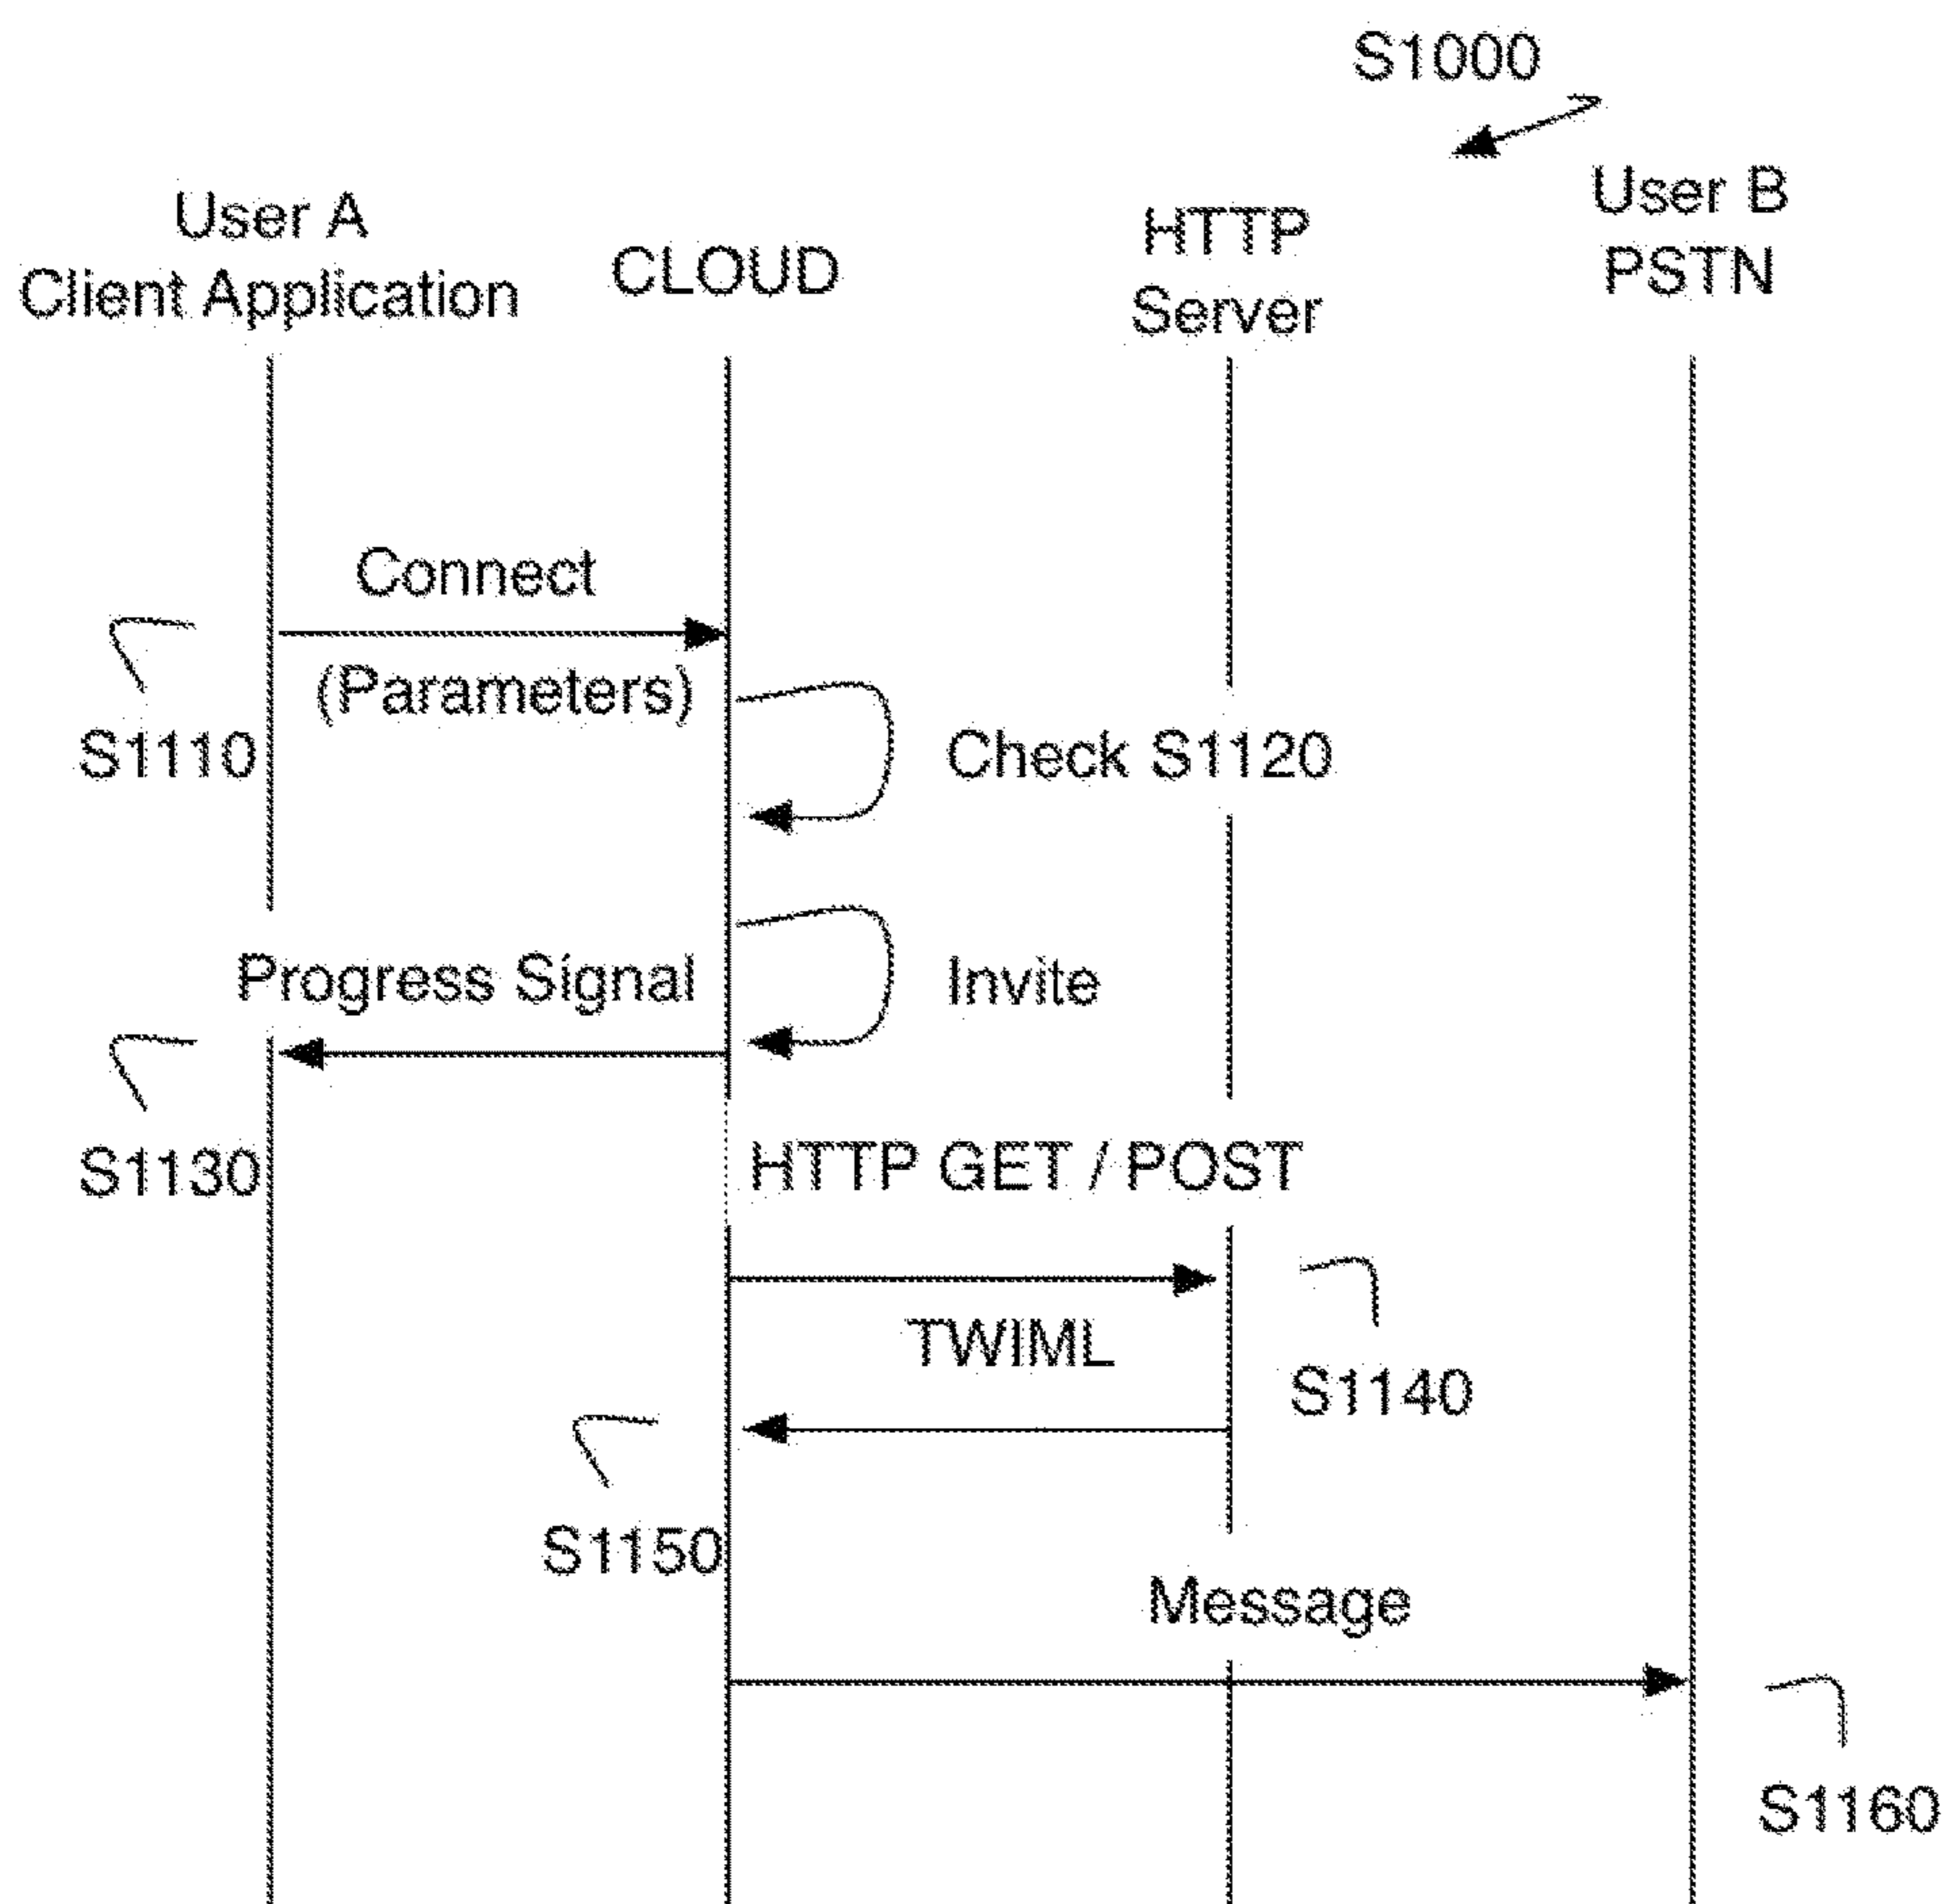 S1000
User A
Client Application
CLOUD
HTTP
Server
User B
PSTN
Connect
(Parameters)
S1110
Check S1120
Progress Signal
Invite
S1130
HTTP GET / POST
TWIML
S1140
S1150
Message
S1160